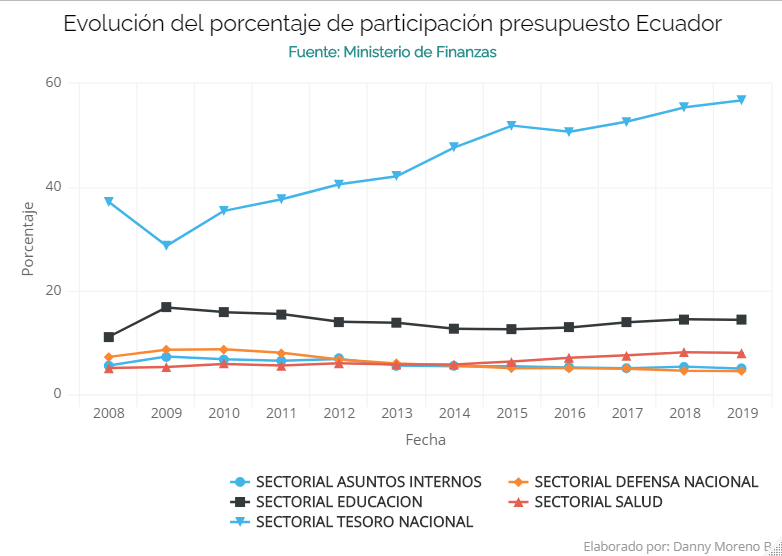 Evolución del porcentaje de participación presupuesto Ecuador
Fuente: Ministerio de Finanzas
60
40
20
0
Porcentaje
2008 2009 2010 2011 2012 2013 2014 2015 2016 2017 2018 2019
Fecha
SECTORIAL ASUNTOS INTERNOS SECTORIAL DEFENSA NACIONAL
SECTORIAL EDUCACION SECTORIAL SALUD
SECTORIAL TESORO NACIONAL
Elaborado por: Danny Moreno